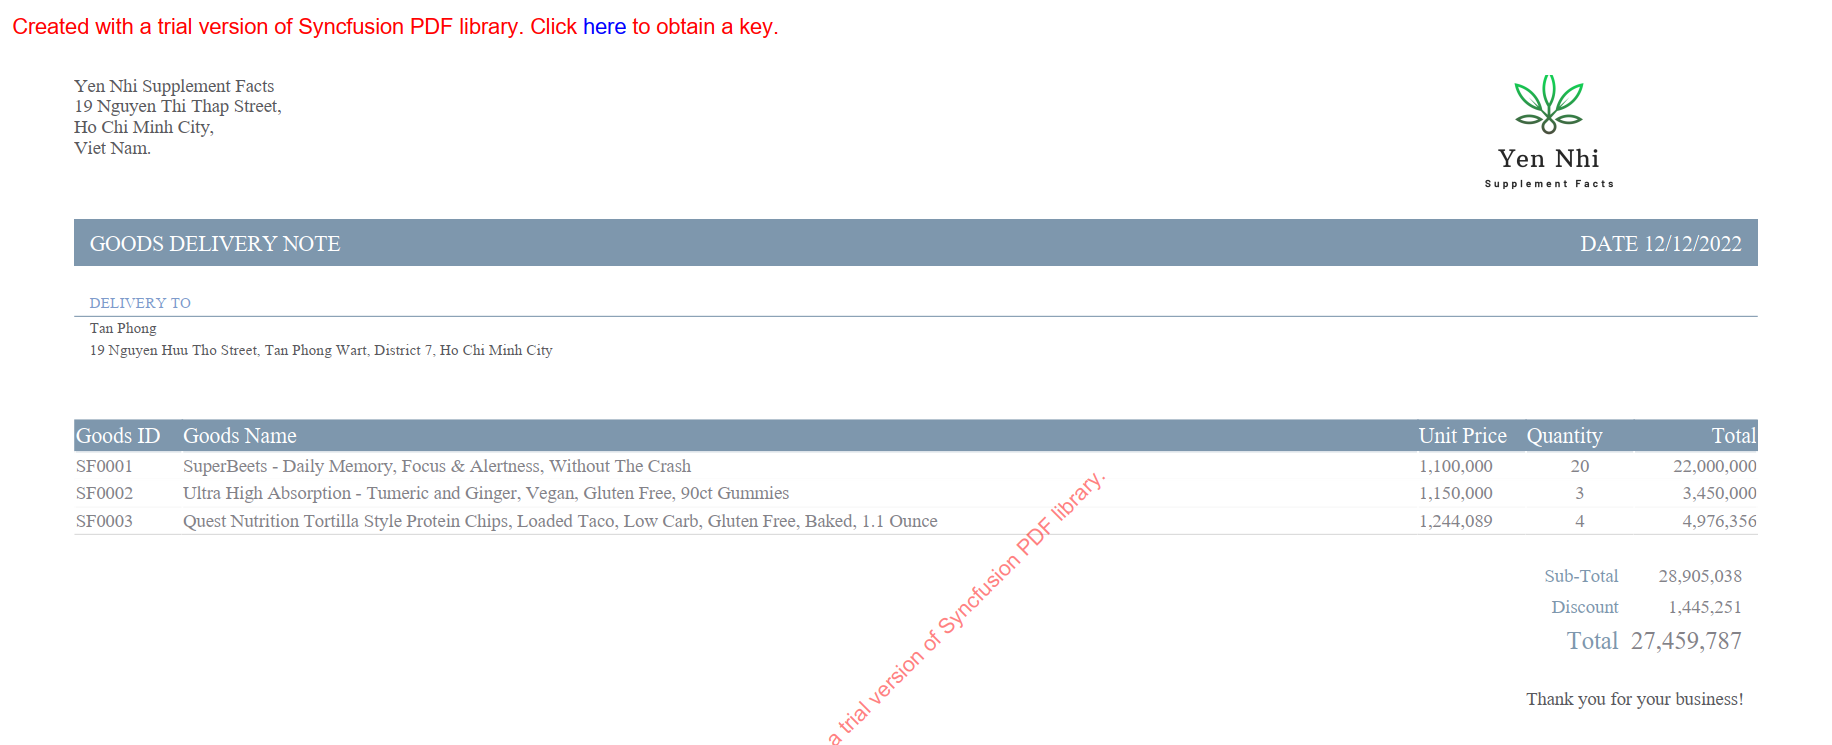 Created with a trial version of Syncfusion PDF library. Click here to obtain a key.
Yen Nhi Supplement Facts
19 Nguyen Thi Thap Street,
Ho Chi Minh City,
Viet Nam.
Yen Nhi
Supplement Facts
GOODS DELIVERY NOTE DATE 12/12/2022
DELIVERY TO
Tan Phong
19 Nguyen Huu Tho Street, Tan Phong Wart, District 7, Ho Chi Minh City
Goods ID Goods Name Unit Price Quantity Total
SF0001 SuperBeets - Daily Memory, Focus & Alertness, Without The Crash 1,100,000 20 22,000,000
SF0002 Ultra High Absorption - Tumeric and Ginger, Vegan, Gluten Free, 90ct Gummies 1,150,000 3 3,450,000
SF0003 Quest Nutrition Tortilla Style Protein Chips, Loaded Taco, Low Carb, Gluten Free, Baked, 1.1 Ounce 1,244,089 4 4,976,356
a trial version of Syncfusion PDF library.
Sub-Total 28,905,038
Discount 1,445,251
Total 27,459,787
Thank you for your business!